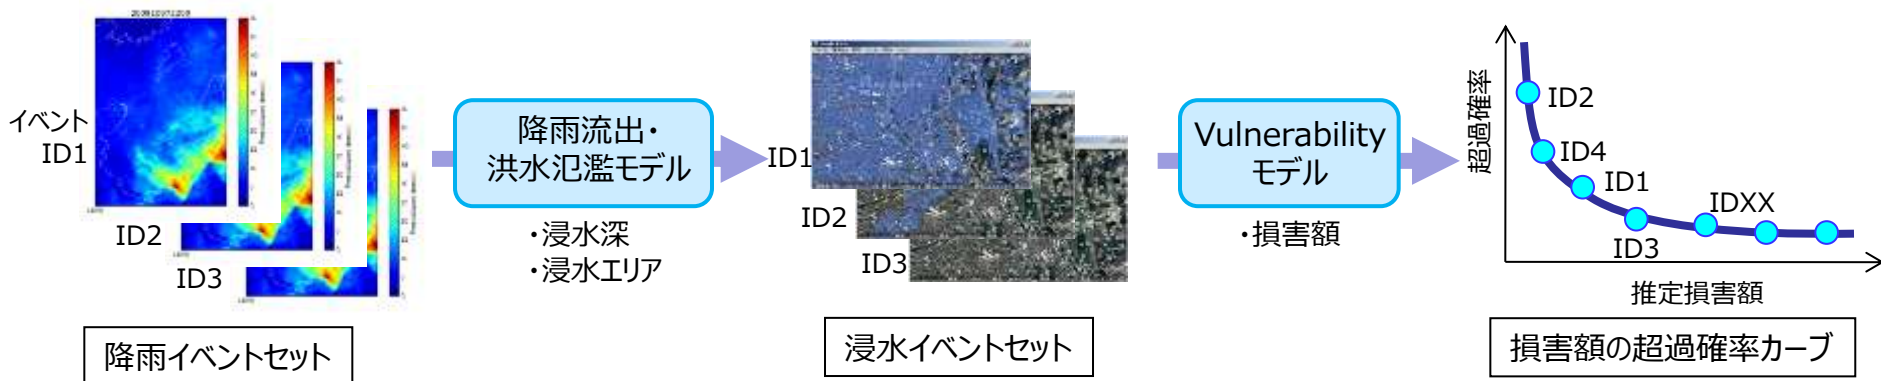 イベント
ID1
ID2
ID3
降雨イベントセット
降雨流出・
洪水氾濫モデル
・浸水深
・浸水エリア
ID1
ID2
ID3
浸水イベントセット
Vulnerability
モデル
・損害額
超過確率
ID2
ID4
ID1
IDXX
ID3
推定損害額
損害額の超過確率カーブ